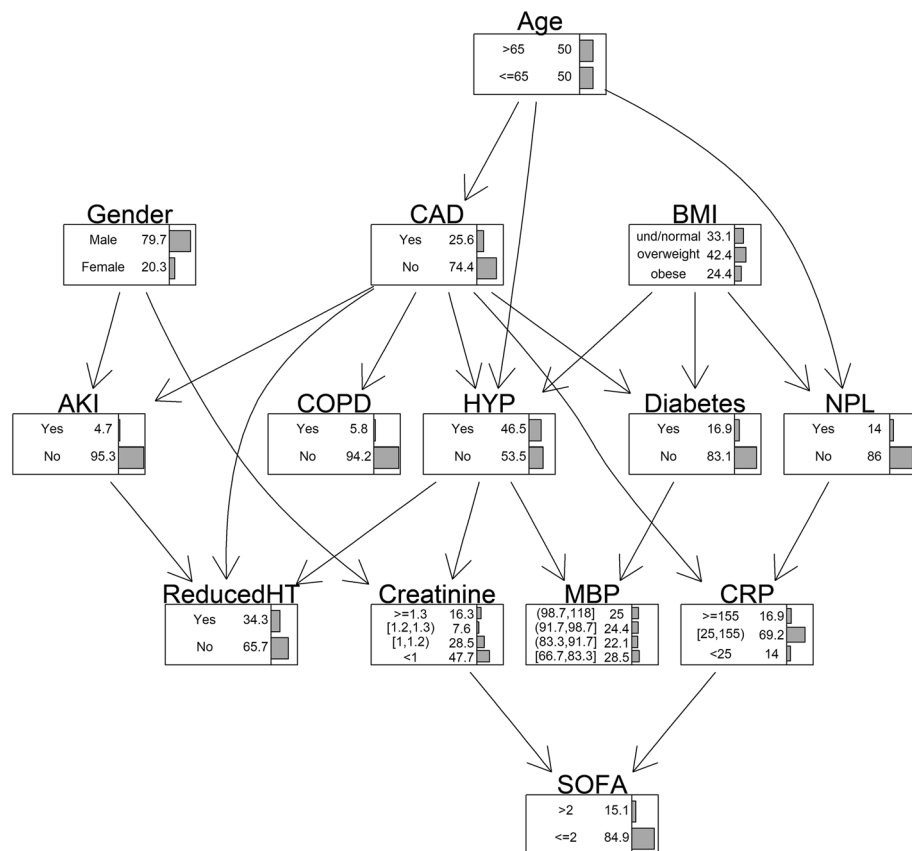 Age
>65 50
<=65 50
Gender
Male 79.7
Female 20.3
CAD
Yes 25.6
No 74.4
BMI
und/normal 33.1
overweight 42.4
obese 24.4
AKI
Yes 4.7
No 95.3
COPD
Yes 5.8
No 94.2
HYP
Yes 46.5
No 53.5
Diabetes
Yes 16.9
No 83.1
NPL
Yes 14
No 86
ReducedHT
Yes 34.3
No 65.7
Creatinine
>=1.3 16.3
[1.2,1.3) 7.6
[1,1.2) 28.5
<1 47.7
MBP
(98.7,118] 25
(91.7,98.7] 24.4
(83.3,91.7] 22.1
[66.7,83.3] 28.5
CRP
>=155 16.9
[25,155) 69.2
<25 14
SOFA
>2 15.1
<=2 84.9